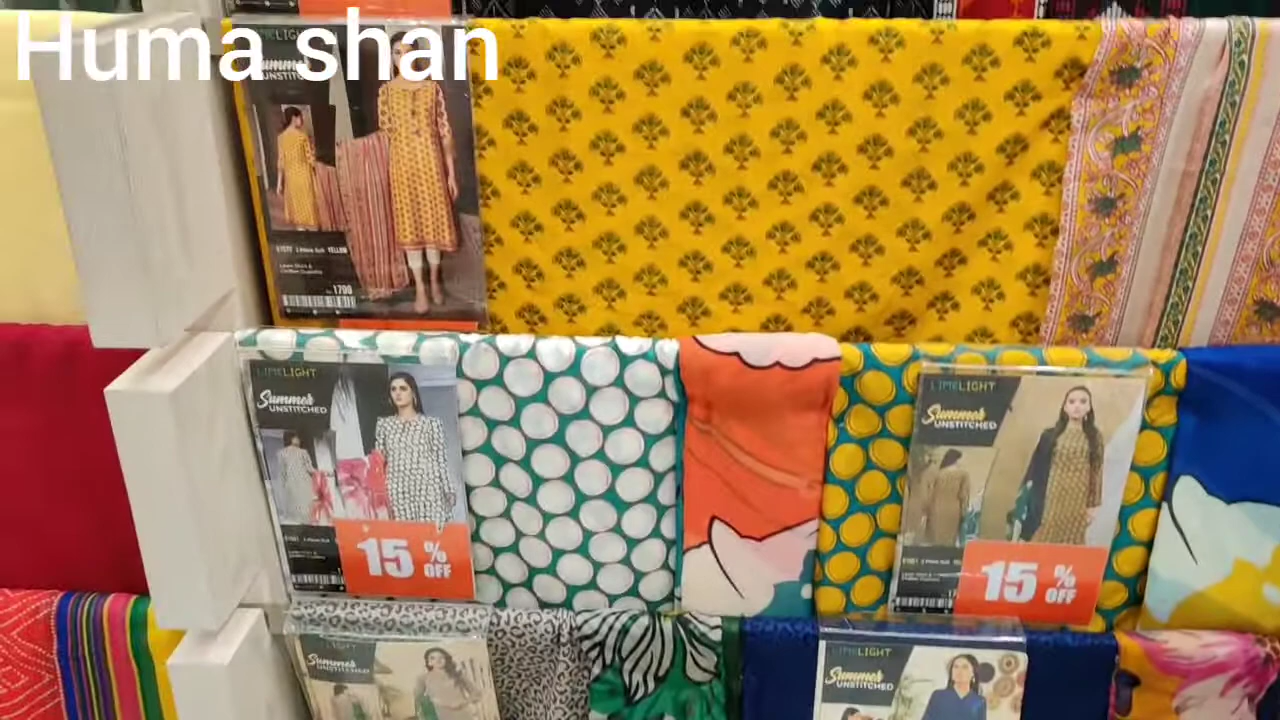 Huma shan
Summer
UNSTITCHED
YELLOW
1799
LIMELIGHT
Summer
UNSTITCHED
15 % OFF
LIMELIGHT
Summer
UNSTITCHED
15 % OFF
Summer
UNSTITCHED
LIMELIGHT
Summer
UNSTITCHED